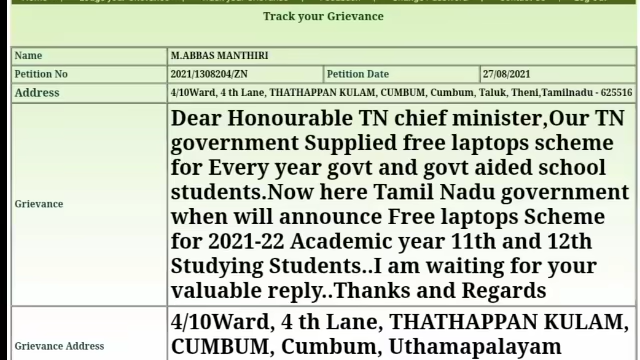 Track your Grievance
Name M.ABBAS MANTHIRI
Petition No 2021/1308204/ZN Petition Date 27/08/2021
Address 4/10Ward, 4 th Lane, THATHAPPAN KULAM, CUMBUM, Cumbum, Taluk, Theni,Tamilnadu - 625516
Dear Honourable TN chief minister,Our TN
government Supplied free laptops scheme
for Every year govt and govt aided school
students.Now here Tamil Nadu government
Grievance when will announce Free laptops Scheme
for 2021-22 Academic year 11th and 12th
Studying Students..I am waiting for your
valuable reply..Thanks and Regards
4/10Ward, 4 th Lane, THATHAPPAN KULAM,
Grievance Address CUMBUM, Cumbum, Uthamapalayam